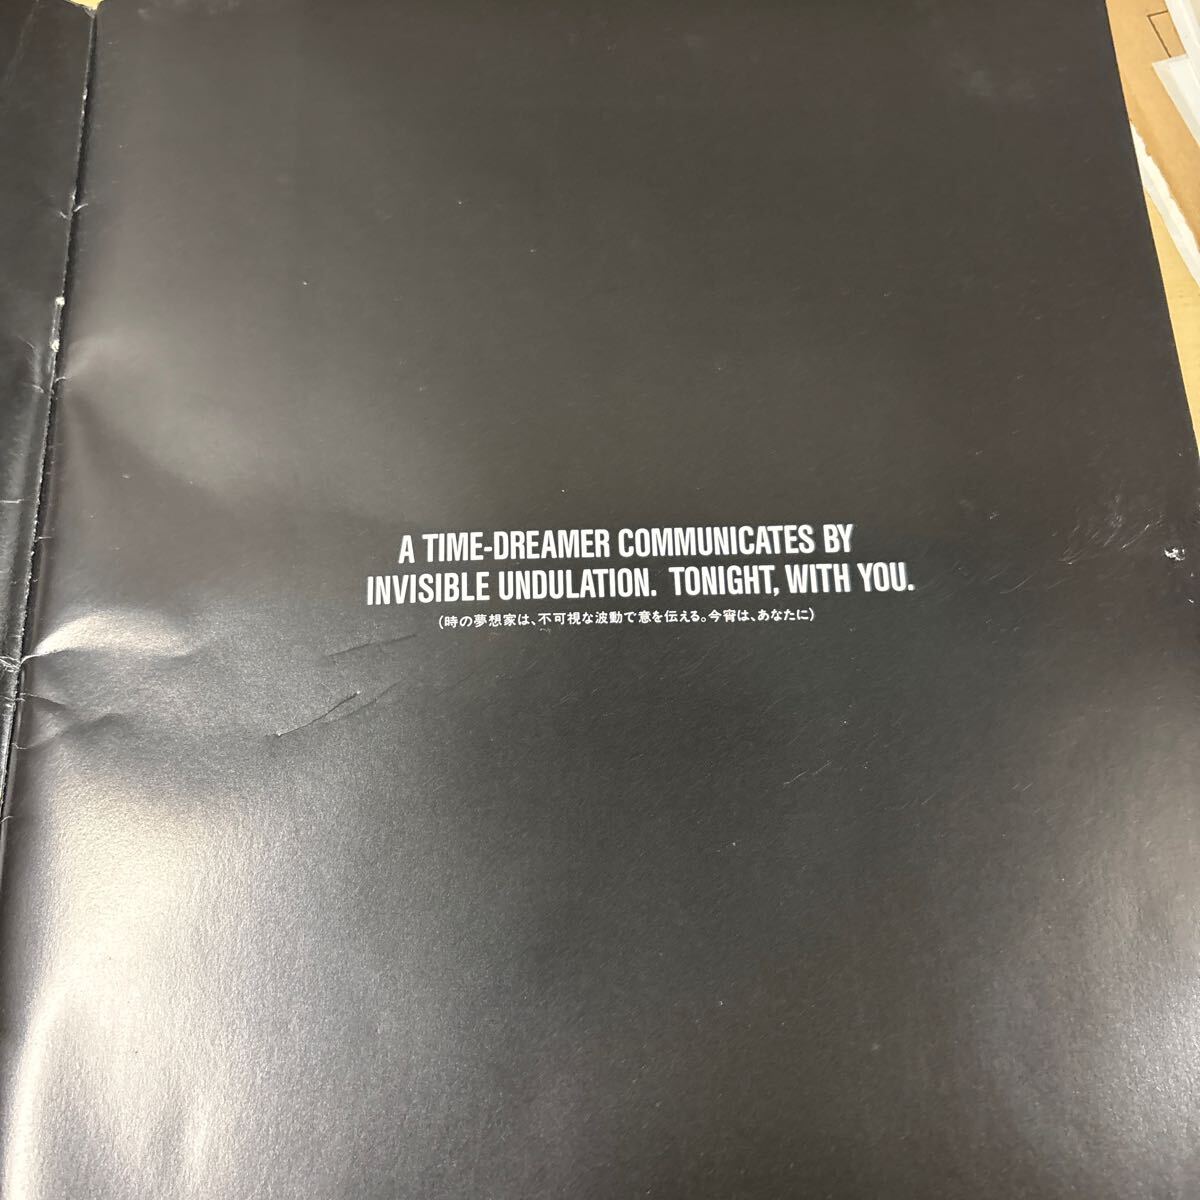 A TIME-DREAMER COMMUNICATES BY
INVISIBLE UNDULATION. TONIGHT, WITH YOU.
(時の夢想家は、不可視な波動で意を伝える。今宵は、あなたに)